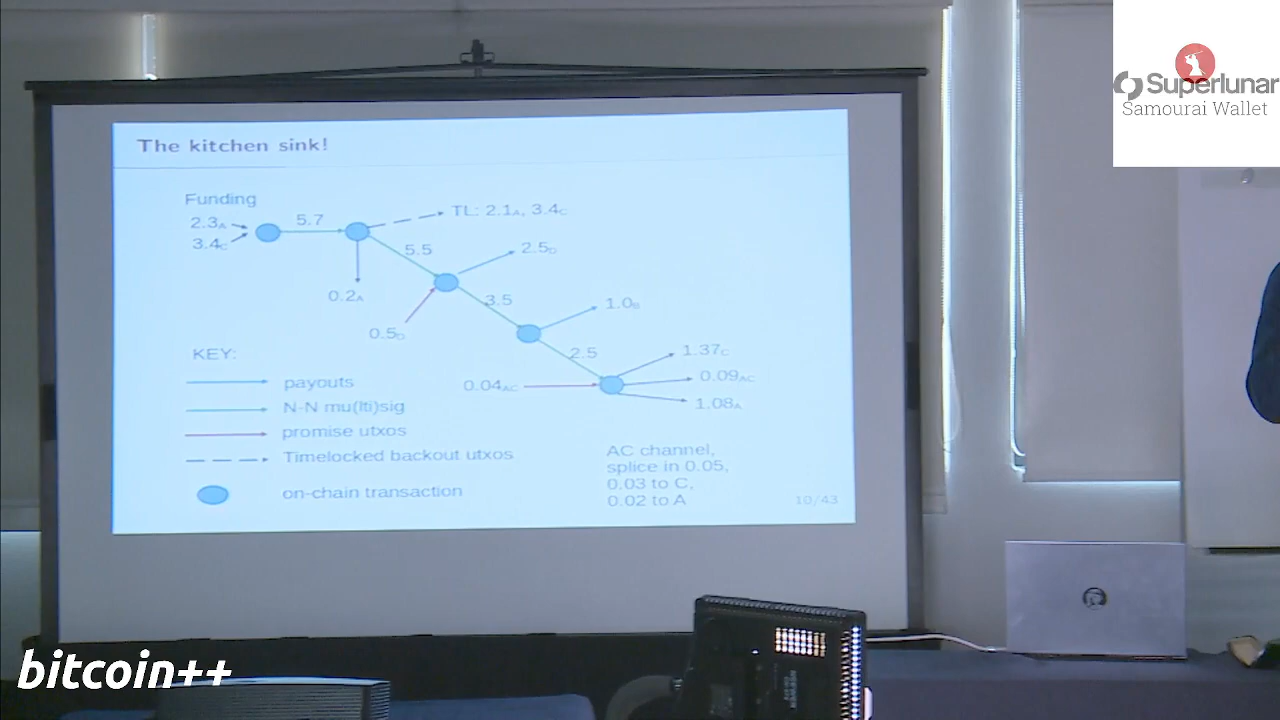 The kitchen sink!
Funding
2.3A
3.4C
5.7
TL: 2.1A, 3.4C
5.5
0.2A
2.5D
0.5D
3.5
1.0B
2.5
0.04AC
1.37C
0.09AC
1.08A
KEY:
payouts
N-N mu(lti)sig
promise utxos
Timelocked backout utxos
on-chain transaction
AC channel,
splice in 0.05,
0.03 to C,
0.02 to A
10/43
Superlunar
Samourai Wallet
bitcoin++